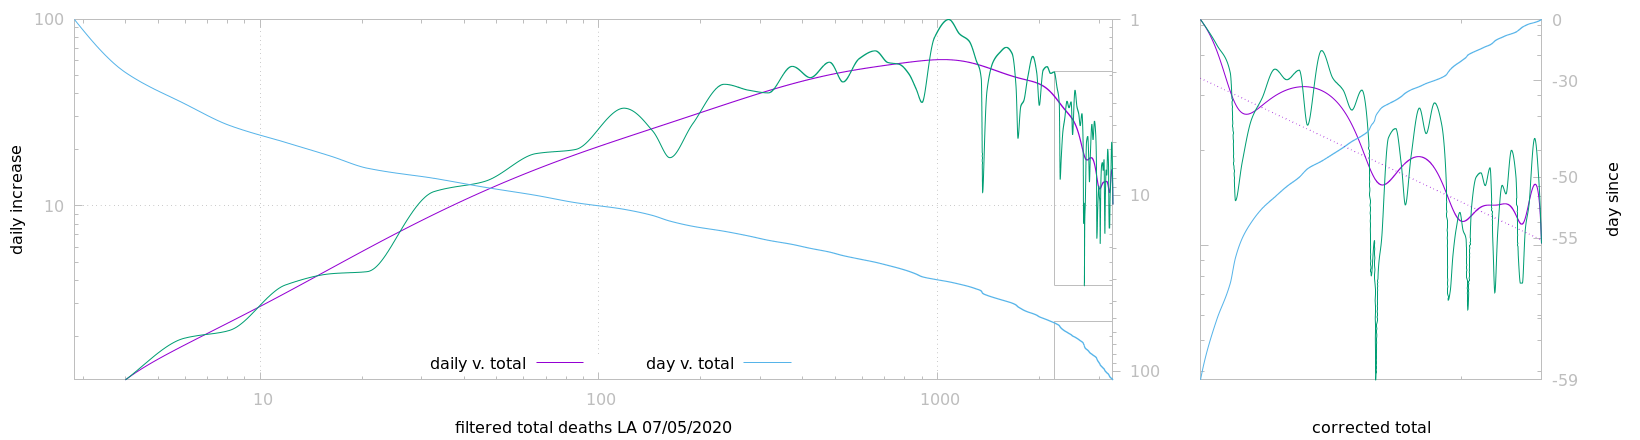 100
10
daily increase
10
100
1000
1
10
100
daily v. total
day v. total
filtered total deaths LA 07/05/2020
0
-30
-50
-55
-59
day since
corrected total